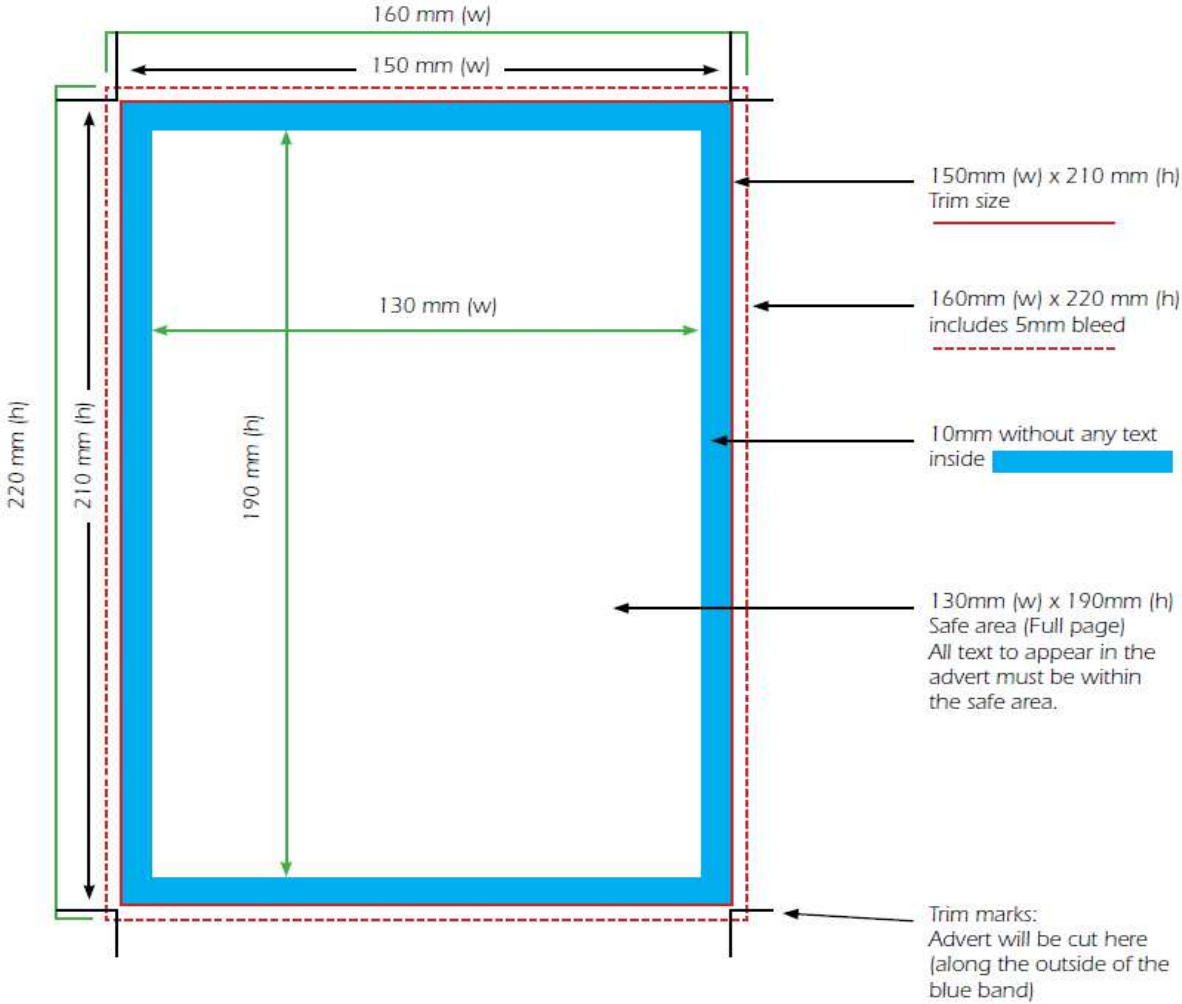 160 mm (w)
150 mm (w)
150mm (w) x 210 mm (h)
Trim size
160mm (w) x 220 mm (h)
includes 5mm bleed
130 mm (w)
220 mm (h)
210 mm (h)
190 mm (h)
10mm without any text
inside
130mm (w) x 190mm (h)
Safe area (Full page)
All text to appear in the
advert must be within
the safe area.
Trim marks:
Advert will be cut here
(along the outside of the
blue band)